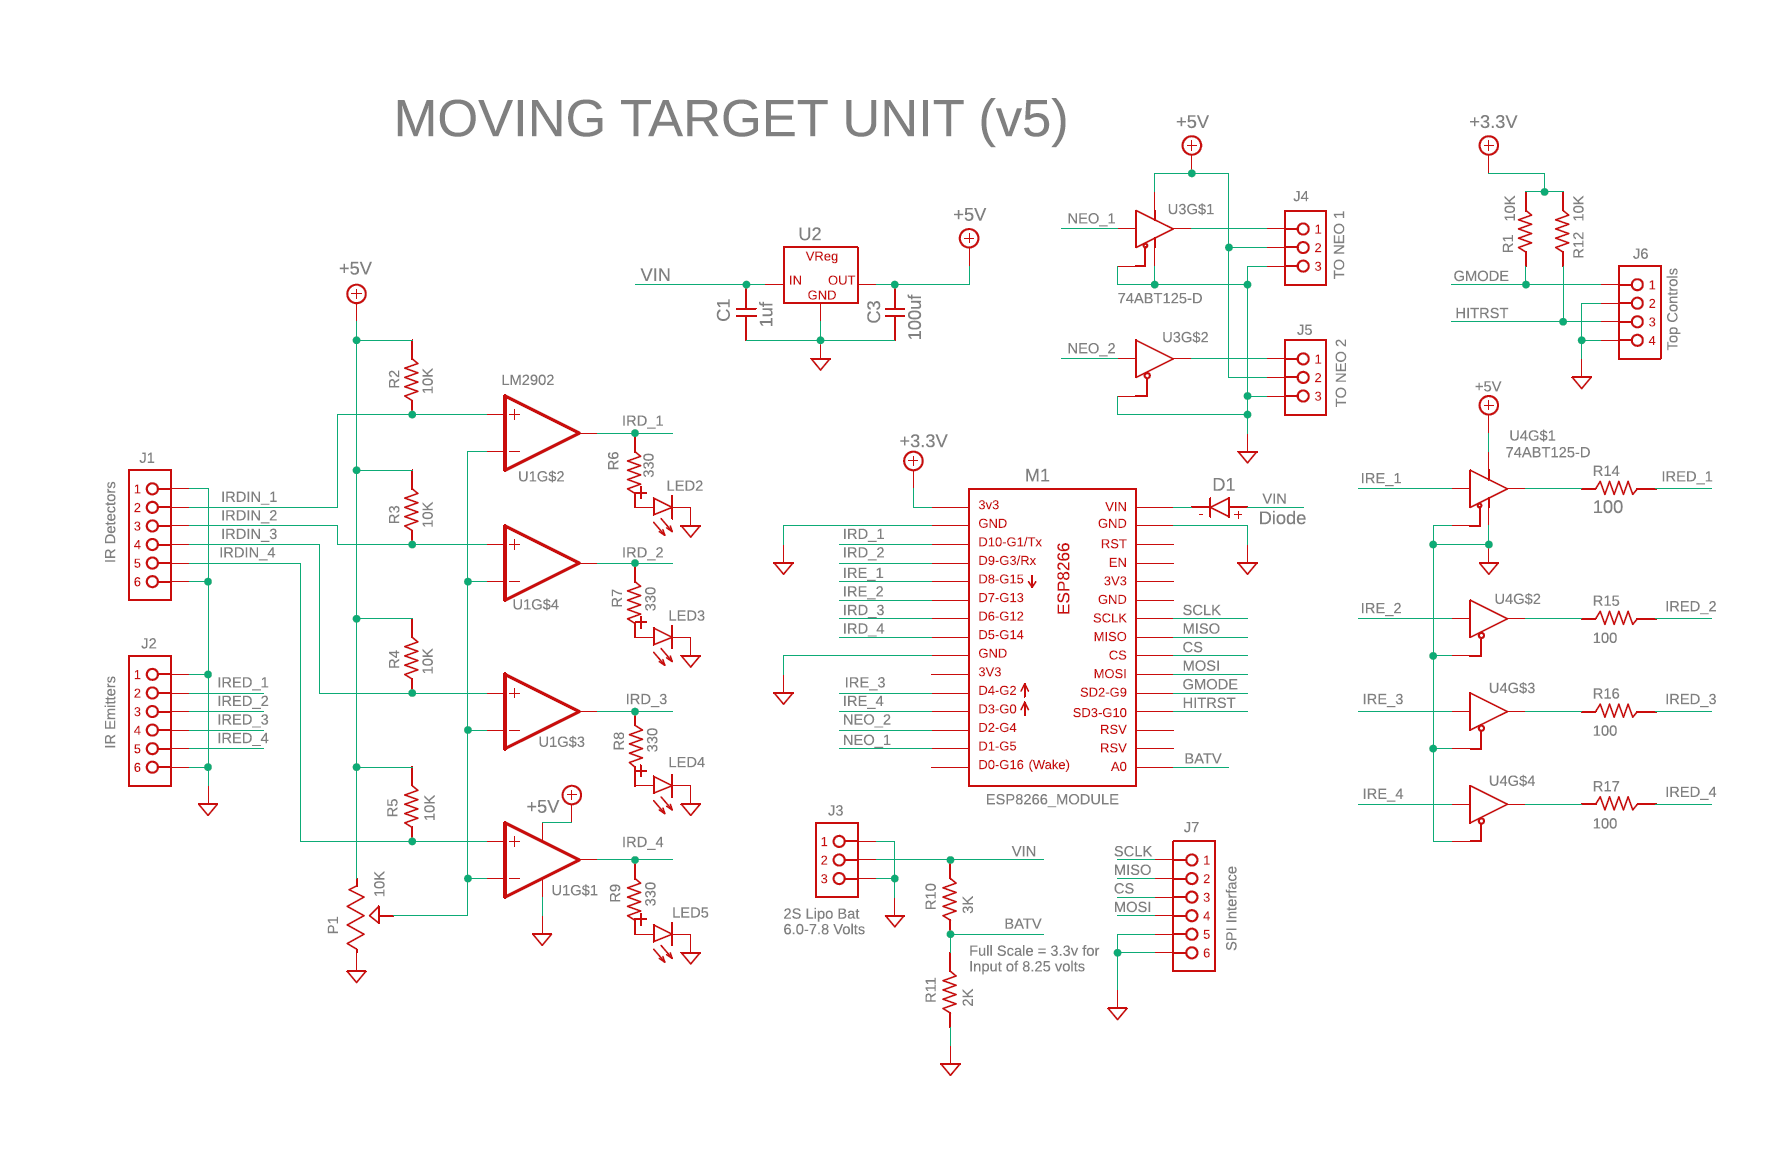 MOVING TARGET UNIT (v5)
+5V
R2
10K
R3
10K
R4
10K
R5
10K
P1
10K
J1
IR Detectors
1
2
3
4
5
6
IRDIN_1
IRDIN_2
IRDIN_3
IRDIN_4
J2
IR Emitters
1
2
3
4
5
6
IRED_1
IRED_2
IRED_3
IRED_4
LM2902
U1G$2
IRD_1
R6
330
LED2
U1G$4
IRD_2
R7
330
LED3
U1G$3
IRD_3
R8
330
LED4
+5V
U1G$1
IRD_4
R9
330
LED5
VIN
U2
VReg
IN
OUT
GND
C1
1uf
C3
100uf
+5V
+5V
NEO_1
U3G$1
74ABT125-D
J4
1
2
3
TO NEO 1
NEO_2
U3G$2
J5
1
2
3
TO NEO 2
+3.3V
R1
10K
R12
10K
GMODE
HITRST
J6
1
2
3
4
Top Controls
+3.3V
M1
ESP8266
3v3
GND
D10-G1/Tx
D9-G3/Rx
D8-G15
D7-G13
D6-G12
D5-G14
GND
3V3
D4-G2
D3-G0
D2-G4
D1-G5
D0-G16 (Wake)
IRD_1
IRD_2
IRE_1
IRE_2
IRD_3
IRD_4
IRE_3
IRE_4
NEO_2
NEO_1
VIN
GND
RST
EN
3V3
GND
SCLK
MISO
CS
MOSI
SD2-G9
SD3-G10
RSV
RSV
A0
ESP8266_MODULE
D1
-
+
VIN
Diode
SCLK
MISO
CS
MOSI
GMODE
HITRST
BATV
J3
1
2
3
2S Lipo Bat
6.0-7.8 Volts
VIN
R10
3K
BATV
Full Scale = 3.3v for
Input of 8.25 volts
R11
2K
J7
SCLK
MISO
CS
MOSI
1
2
3
4
5
6
SPI Interface
+5V
U4G$1
74ABT125-D
IRE_1
R14
100
IRED_1
IRE_2
U4G$2
R15
100
IRED_2
IRE_3
U4G$3
R16
100
IRED_3
IRE_4
U4G$4
R17
100
IRED_4